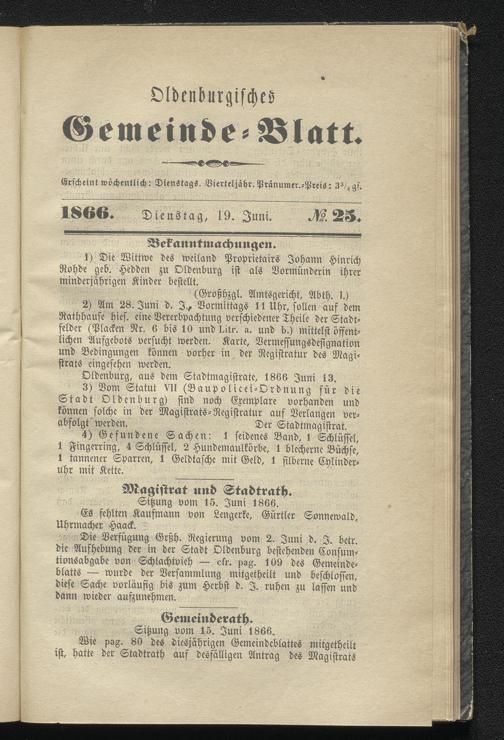 Oldenburgisches
Gemeinde-Blatt.
Erscheint wöchentlich: Dienstags. Vierteljähr. Pränumer.-Preis: 3³/₄ gſ.
1866. Dienstag, 19. Juni. № 25.
Bekanntmachungen.
1) Die Wittwe des weiland Proprietairs Johann Hinrich
Rohde geb. Hedden zu Oldenburg ist als Vormünderin ihrer
minderjährigen Kinder bestellt.
(Großhzgl. Amtsgericht, Abth. I.)
2) Am 28. Juni d. J., Vormittags 11 Uhr, sollen auf dem
Rathhause hies. eine Vererbpachtung verschiedener Theile der Stadt-
felder (Placken Nr. 6 bis 10 und Litr. a. und b.) mittelst öffent-
lichen Aufgebots versucht werden. Karte, Vermessungsdesignation
und Bedingungen können vorher in der Registratur des Magi-
strats eingesehen werden.
Oldenburg, aus dem Stadtmagistrate, 1866 Juni 13.
3) Vom Statut VII (Baupolicei-Ordnung für die
Stadt Oldenburg) sind noch Exemplare vorhanden und
können solche in der Magistrats-Registratur auf Verlangen ver-
abfolgt werden. Der Stadtmagistrat.
4) Gefundene Sachen: 1 seidenes Band, 1 Schlüssel,
1 Fingerring, 4 Schlüssel, 2 Hundemaulkörbe, 1 blecherne Büchse,
1 tannener Sparren, 1 Geldtasche mit Geld, 1 silberne Cylinder-
uhr mit Kette.
Magistrat und Stadtrath.
Sitzung vom 15. Juni 1866.
Es fehlten Kaufmann von Lengerke, Gürtler Sonnewald,
Uhrmacher Haack.
Die Verfügung Grßh. Regierung vom 2. Juni d. J. betr.
die Aufhebung der in der Stadt Oldenburg bestehenden Consum-
tionsabgabe von Schlachtvieh — cfr. pag. 109 des Gemeinde-
blatts — wurde der Versammlung mitgetheilt und beschlossen,
diese Sache vorläufig bis zum Herbst d. J. ruhen zu lassen und
dann wieder aufzunehmen.
Gemeinderath.
Sitzung vom 15. Juni 1866.
Wie pag. 80 des diesjährigen Gemeindeblattes mitgetheilt
ist, hatte der Stadtrath auf desfälligen Antrag des Magistrats